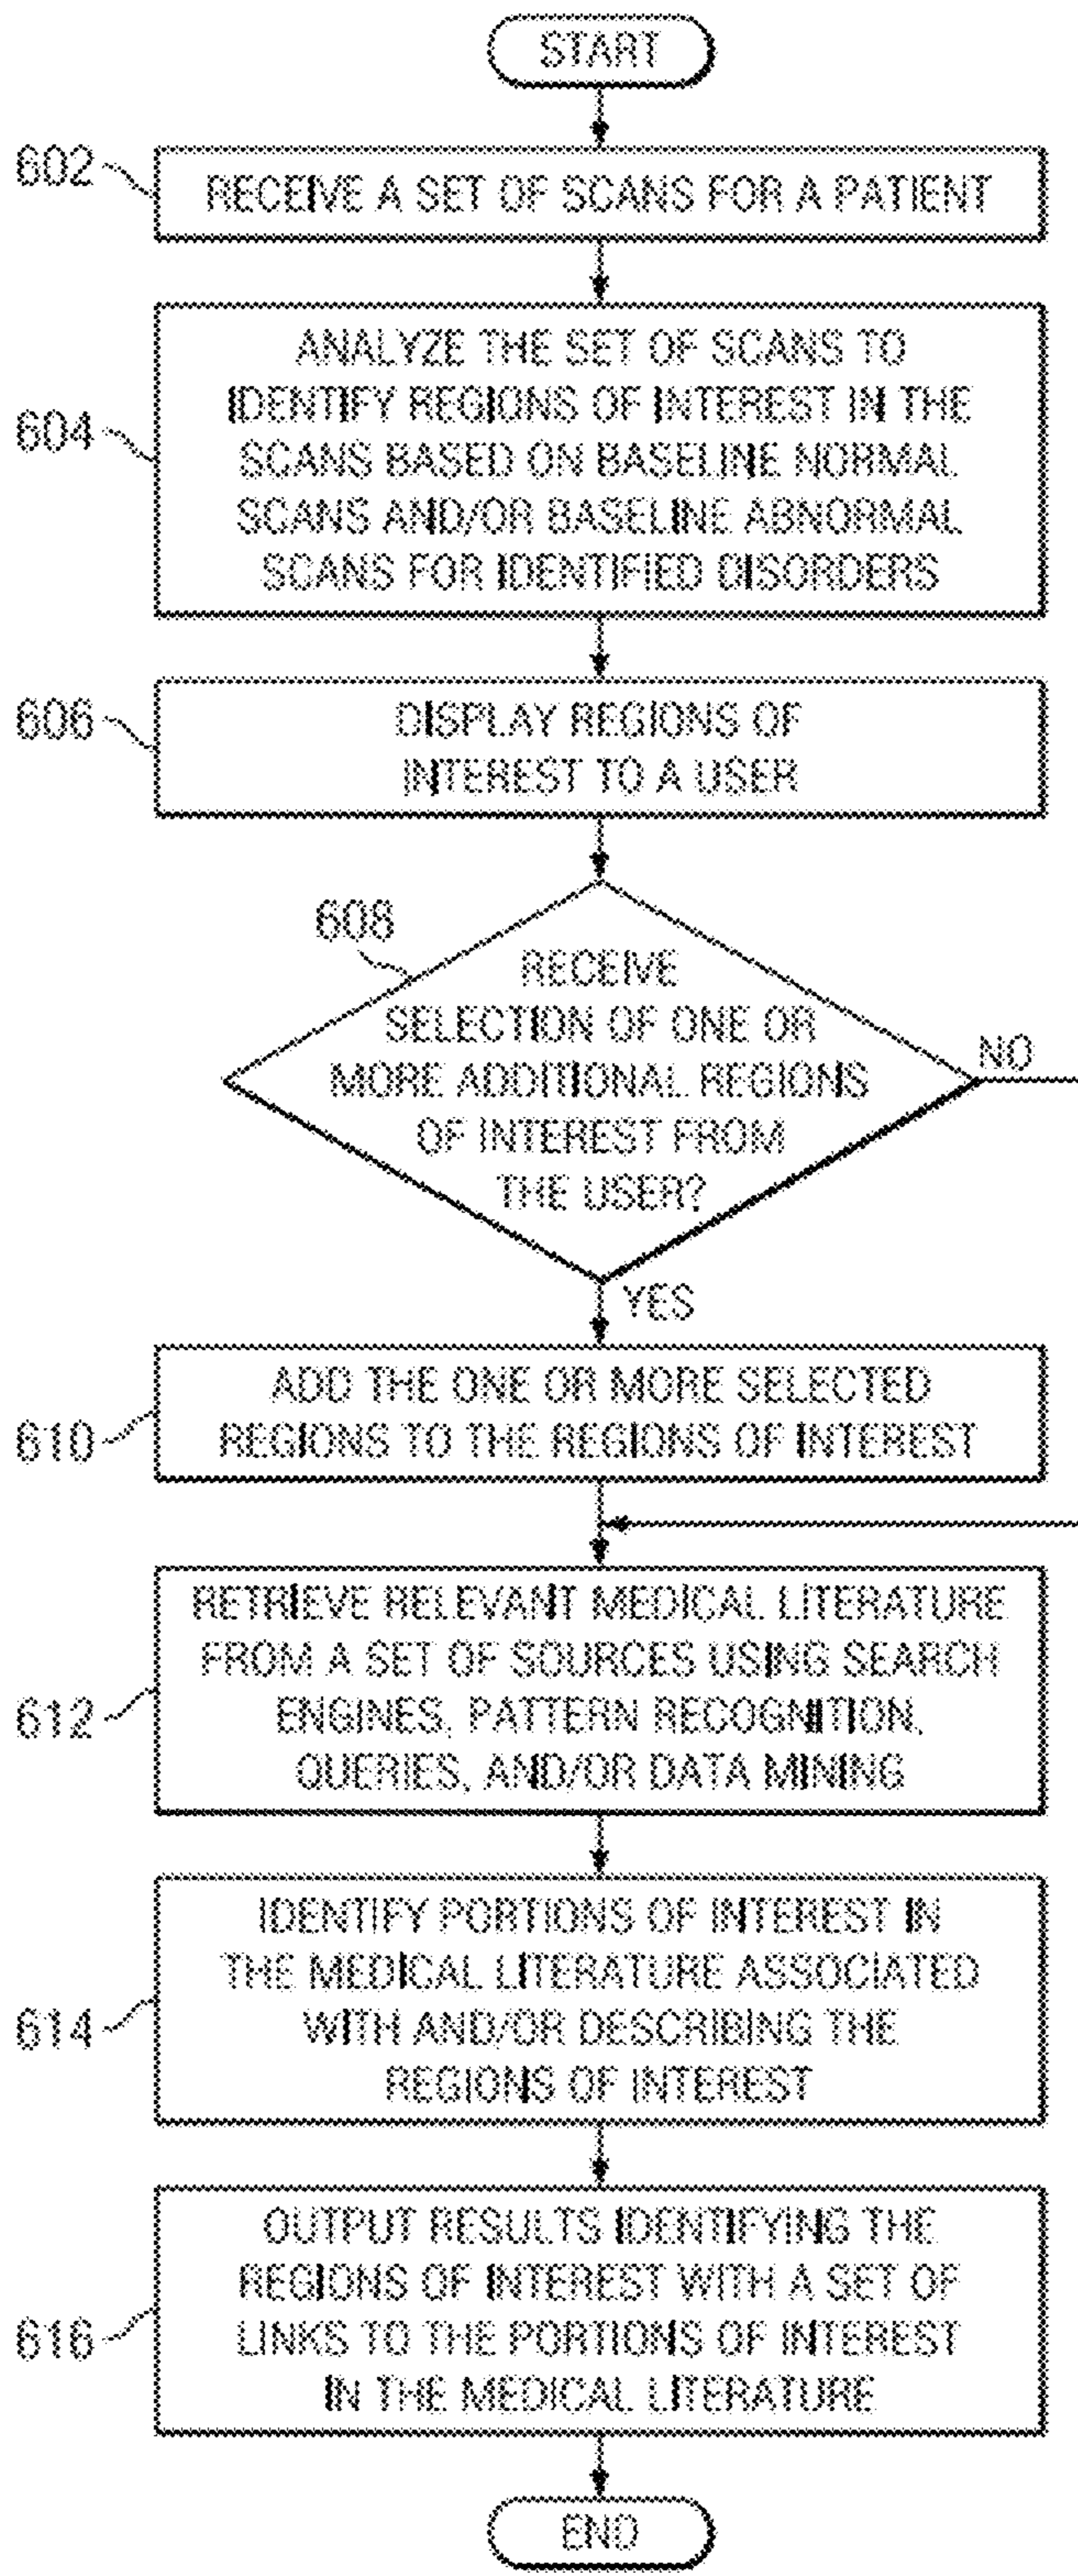 START
602
RECEIVE A SET OF SCANS FOR A PATIENT
604
ANALYZE THE SET OF SCANS TO
IDENTIFY REGIONS OF INTEREST IN THE
SCANS BASED ON BASELINE NORMAL
SCANS AND/OR BASELINE ABNORMAL
SCANS FOR IDENTIFIED DISORDERS
606
DISPLAY REGIONS OF
INTEREST TO A USER
608
RECEIVE
SELECTION OF ONE OR
MORE ADDITIONAL REGIONS
OF INTEREST FROM
THE USER?
NO
YES
610
ADD THE ONE OR MORE SELECTED
REGIONS TO THE REGIONS OF INTEREST
612
RETRIEVE RELEVANT MEDICAL LITERATURE
FROM A SET OF SOURCES USING SEARCH
ENGINES, PATTERN RECOGNITION,
QUERIES, AND/OR DATA MINING
614
IDENTIFY PORTIONS OF INTEREST IN
THE MEDICAL LITERATURE ASSOCIATED
WITH AND/OR DESCRIBING THE
REGIONS OF INTEREST
616
OUTPUT RESULTS IDENTIFYING THE
REGIONS OF INTEREST WITH A SET OF
LINKS TO THE PORTIONS OF INTEREST
IN THE MEDICAL LITERATURE
END